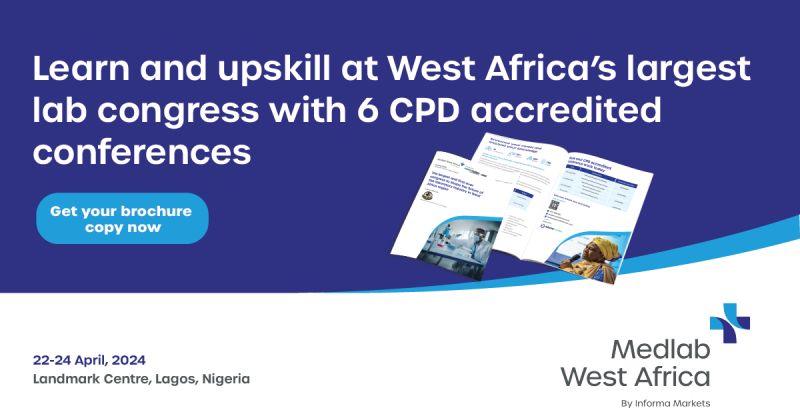 Learn and upskill at West Africa's largest
lab congress with 6 CPD accredited
conferences
Get your brochure
copy now
22-24 April, 2024
Landmark Centre, Lagos, Nigeria
Medlab
West Africa
By Informa Markets